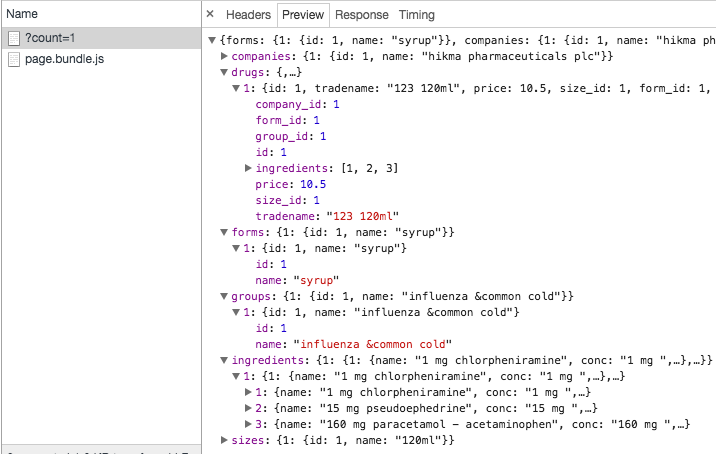 Name
?count=1
page.bundle.js
× Headers Preview Response Timing
▼{forms: {1: {id: 1, name: "syrup"}}, companies: {1: {id: 1, name: "hikma ph
▶companies: {1: {id: 1, name: "hikma pharmaceuticals plc"}}
▼drugs: {,…}
▼1: {id: 1, tradename: "123 120ml", price: 10.5, size_id: 1, form_id: 1,
company_id: 1
form_id: 1
group_id: 1
id: 1
▶ingredients: [1, 2, 3]
price: 10.5
size_id: 1
tradename: "123 120ml"
▼forms: {1: {id: 1, name: "syrup"}}
▼1: {id: 1, name: "syrup"}
id: 1
name: "syrup"
▼groups: {1: {id: 1, name: "influenza &common cold"}}
▼1: {id: 1, name: "influenza &common cold"}
id: 1
name: "influenza &common cold"
▼ingredients: {1: {1: {name: "1 mg chlorpheniramine", conc: "1 mg ",…},…}}
▼1: {1: {name: "1 mg chlorpheniramine", conc: "1 mg ",…},…}
▶1: {name: "1 mg chlorpheniramine", conc: "1 mg ",…}
▶2: {name: "15 mg pseudoephedrine", conc: "15 mg ",…}
▶3: {name: "160 mg paracetamol - acetaminophen", conc: "160 mg ",…}
▶sizes: {1: {id: 1, name: "120ml"}}